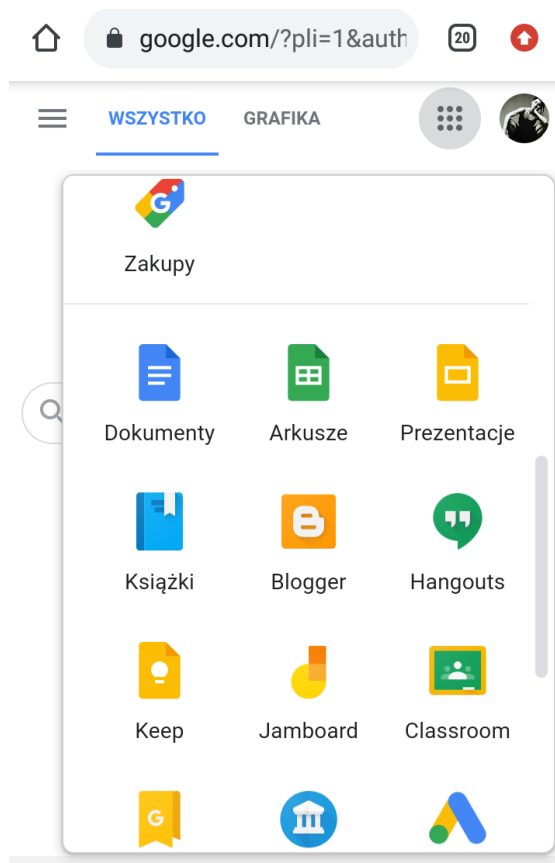 google.com/?pli=1&auth 20
WSZYSTKO GRAFIKA
G
Zakupy
Dokumenty Arkusze Prezentacje
Książki Blogger Hangouts
Keep Jamboard Classroom
G